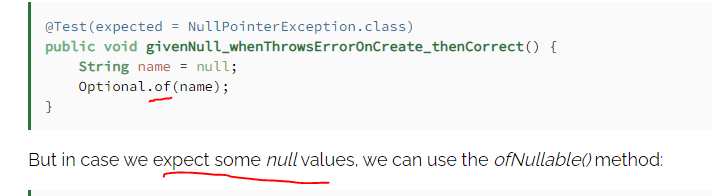 @Test(expected = NullPointerException.class)
public void givenNull_whenThrowsErrorOnCreate_thenCorrect() {
    String name = null;
    Optional.of(name);
}
But in case we expect some null values, we can use the ofNullable() method: